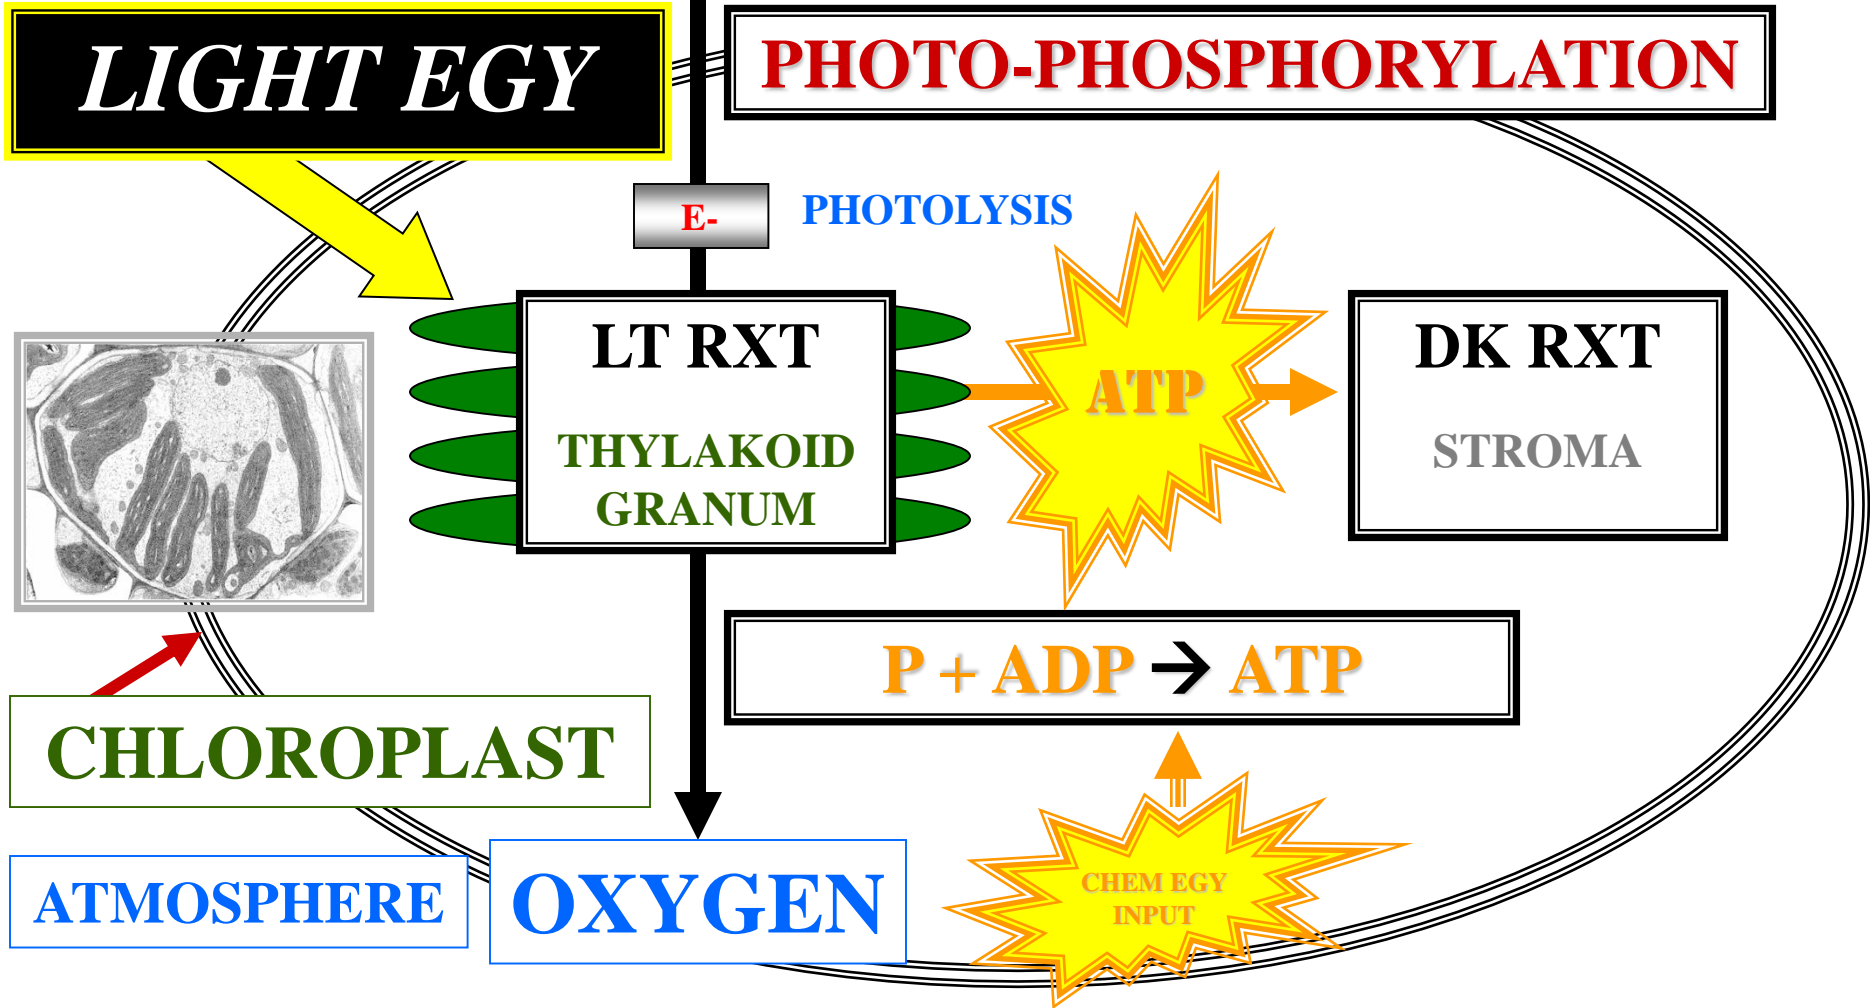 LIGHT EGY
PHOTO-PHOSPHORYLATION
E-
PHOTOLYSIS
LT RXT
THYLAKOID
GRANUM
ATP
DK RXT
STROMA
P + ADP → ATP
CHLOROPLAST
ATMOSPHERE
OXYGEN
CHEM EGY
INPUT